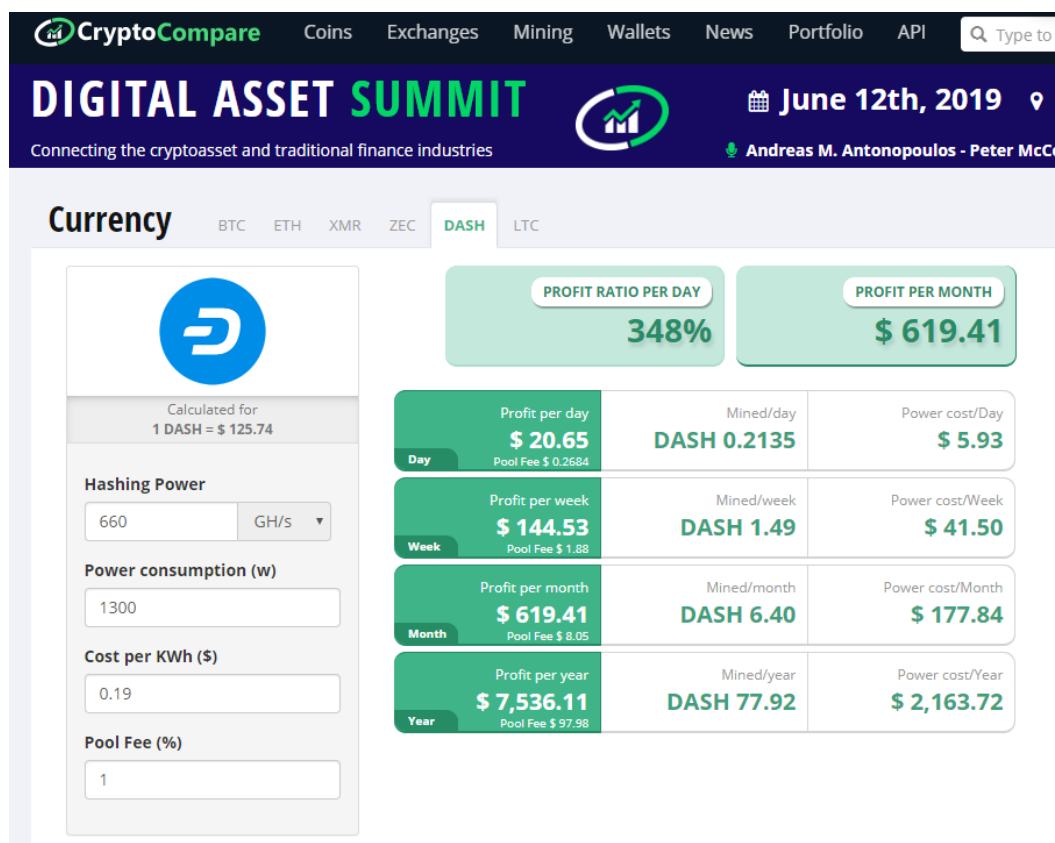 CryptoCompare Coins Exchanges Mining Wallets News Portfolio API Type to
DIGITAL ASSET SUMMIT June 12th, 2019
Connecting the cryptoasset and traditional finance industries Andreas M. Antonopoulos - Peter
Currency BTC ETH XMR ZEC DASH LTC
Calculated for
1 DASH = $ 125.74
Hashing Power
660 GH/s
Power consumption (w)
1300
Cost per KWh ($)
0.19
Pool Fee (%)
1
PROFIT RATIO PER DAY
348%
PROFIT PER MONTH
$ 619.41
Profit per day Mined/day Power cost/Day
$ 20.65 DASH 0.2135 $ 5.93
Day Pool Fee $ 0.2684
Profit per week Mined/week Power cost/Week
$ 144.53 DASH 1.49 $ 41.50
Week Pool Fee $ 1.88
Profit per month Mined/month Power cost/Month
$ 619.41 DASH 6.40 $ 177.84
Month Pool Fee $ 8.05
Profit per year Mined/year Power cost/Year
$ 7,536.11 DASH 77.92 $ 2,163.72
Year Pool Fee $ 97.98